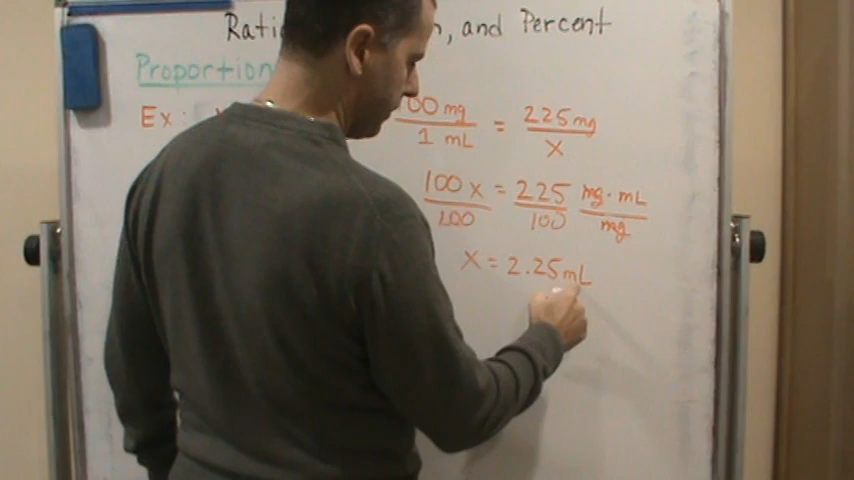 and Percent
Proportion
Ex:
00 mg / 1 mL = 225 mg / X
100 x / 100 = 225 / 100 mg · mL / mg
X = 2.25 mL